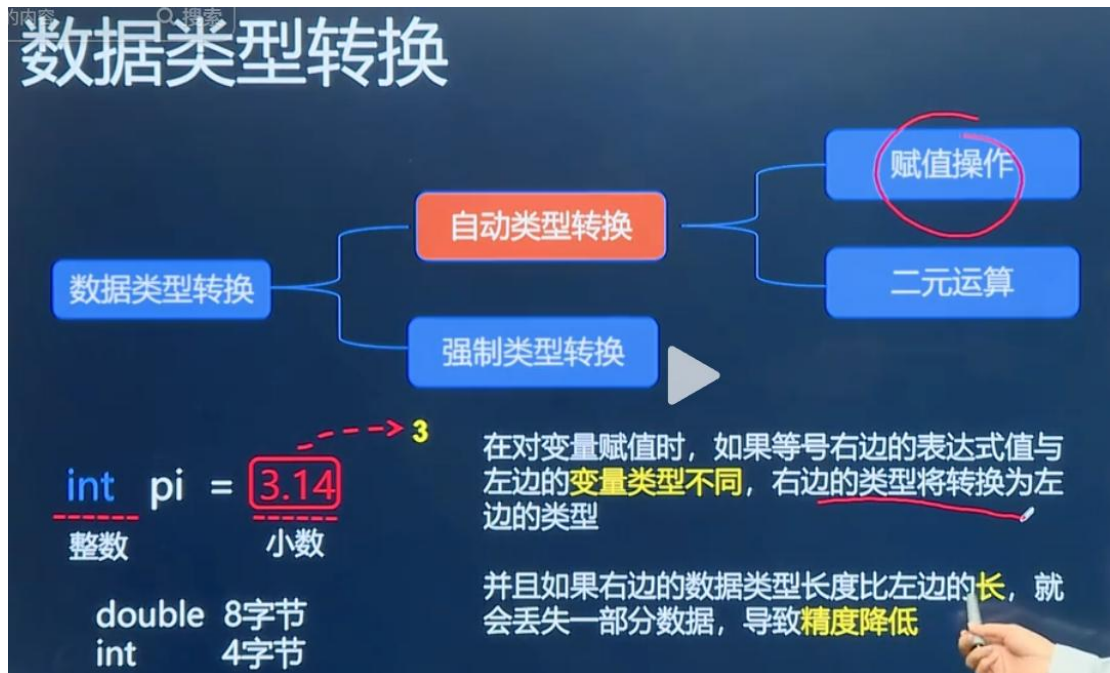 的内容 搜索
数据类型转换
赋值操作
自动类型转换
二元运算
数据类型转换
强制类型转换
3
int pi = 3.14
整数 小数
double 8字节
int 4字节
在对变量赋值时，如果等号右边的表达式值与
左边的变量类型不同，右边的类型将转换为左
边的类型
并且如果右边的数据类型长度比左边的长，就
会丢失一部分数据，导致精度降低